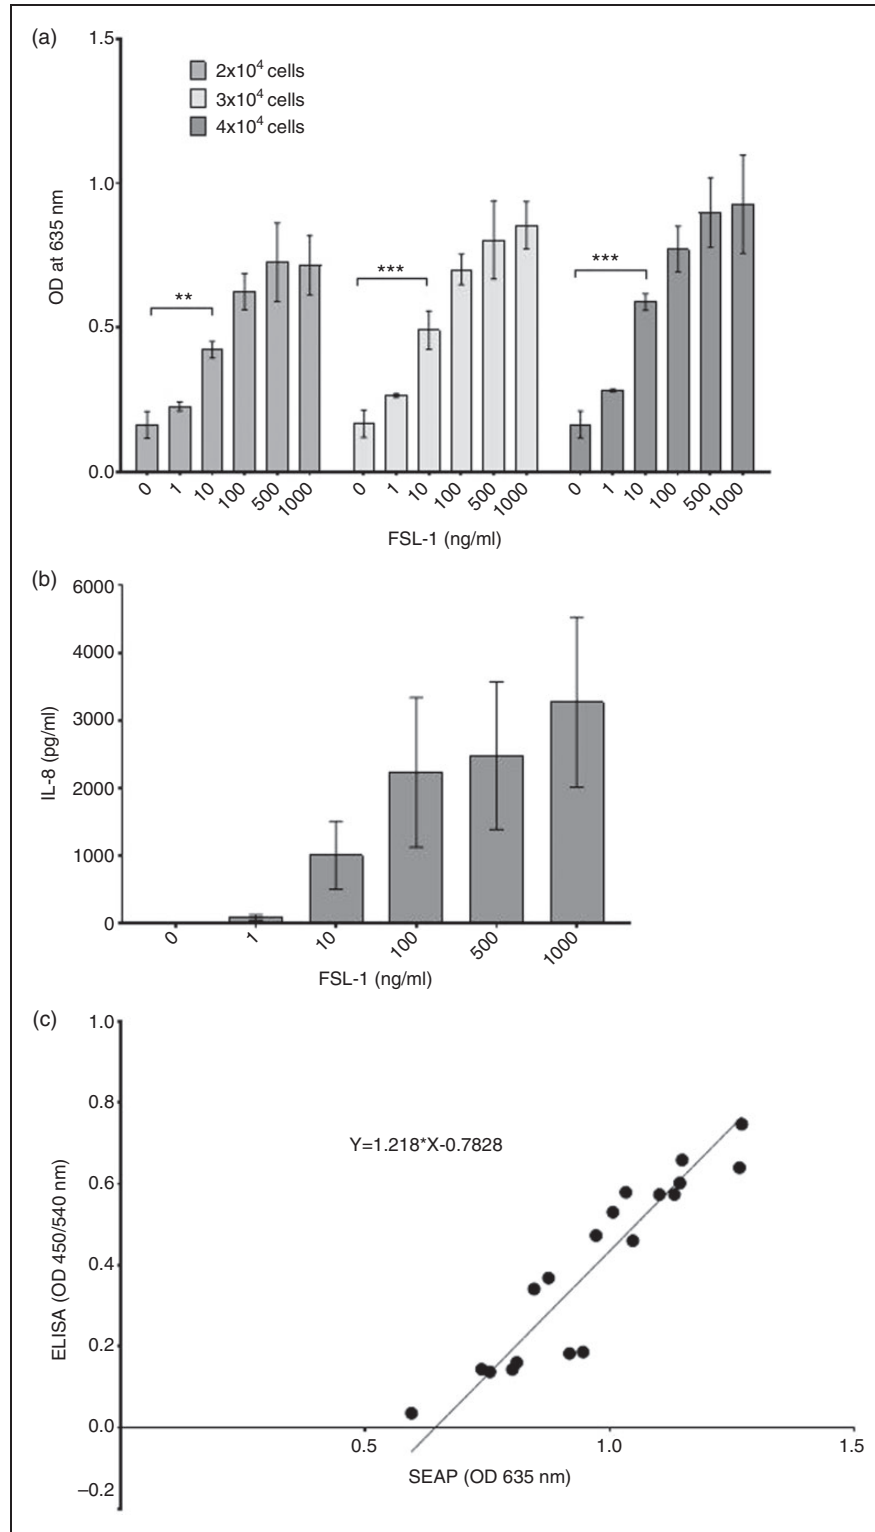 (a)
1.5
1.0
0.5
0.0
OD at 635 nm
2x10⁴ cells
3x10⁴ cells
4x10⁴ cells
**
***
***
0 1 10 100 500 1000 0 1 10 100 500 1000 0 1 10 100 500 1000
FSL-1 (ng/ml)
(b)
6000
4000
3000
2000
1000
0
IL-8 (pg/ml)
0 1 10 100 500 1000
FSL-1 (ng/ml)
(c)
1.0
0.8
0.6
0.4
0.2
0.0
–0.2
ELISA (OD 450/540 nm)
Y=1.218*X-0.7828
0.5 1.0 1.5
SEAP (OD 635 nm)